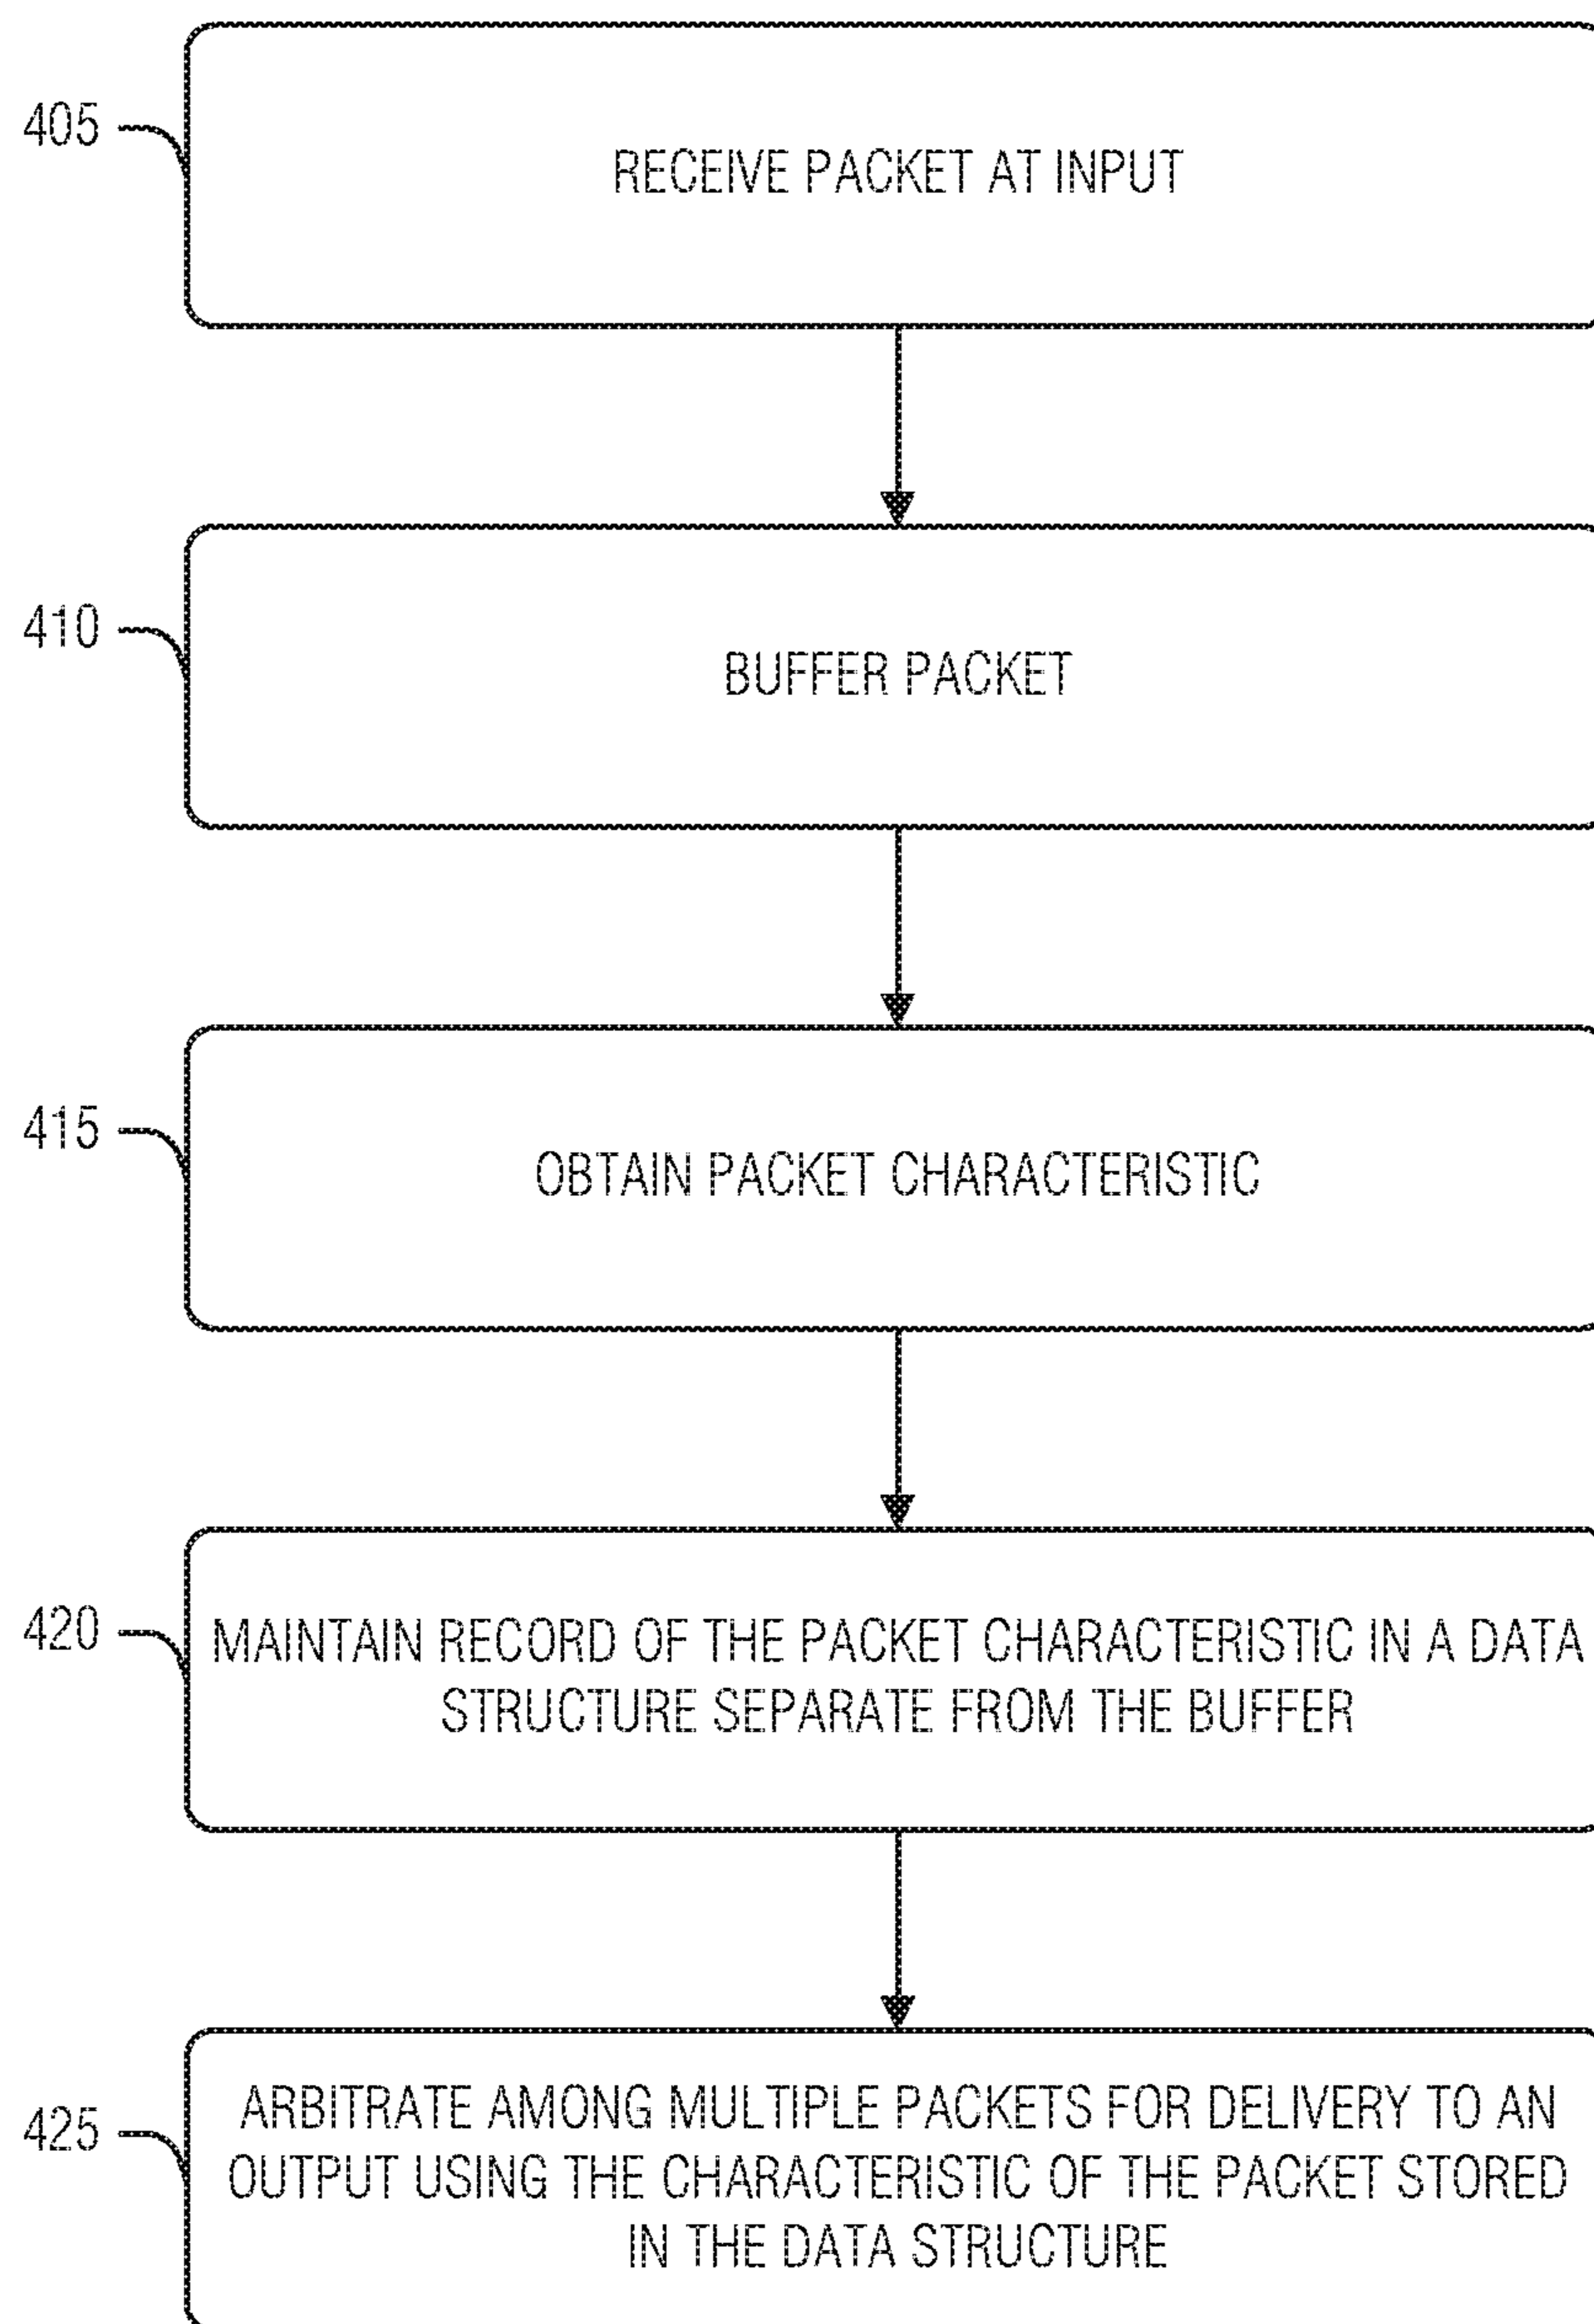 405
RECEIVE PACKET AT INPUT
410
BUFFER PACKET
415
OBTAIN PACKET CHARACTERISTIC
420
MAINTAIN RECORD OF THE PACKET CHARACTERISTIC IN A DATA
STRUCTURE SEPARATE FROM THE BUFFER
425
ARBITRATE AMONG MULTIPLE PACKETS FOR DELIVERY TO AN
OUTPUT USING THE CHARACTERISTIC OF THE PACKET STORED
IN THE DATA STRUCTURE